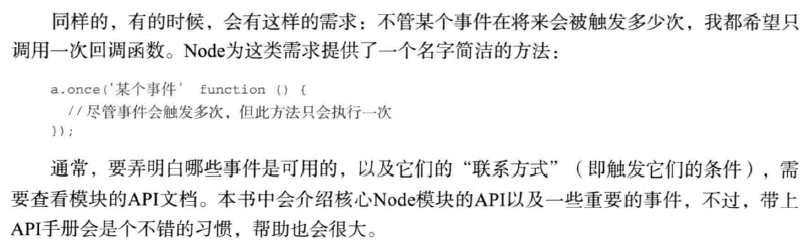 同样的，有的时候，会有这样的需求：不管某个事件在将来会被触发多少次，我都希望只
调用一次回调函数。Node为这类需求提供了一个名字简洁的方法：
a.once('某个事件' function () {
//尽管事件会触发多次，但此方法只会执行一次
});
通常，要弄明白哪些事件是可用的，以及它们的“联系方式”（即触发它们的条件），需
要查看模块的API文档。本书中会介绍核心Node模块的API以及一些重要的事件，不过，带上
API手册会是个不错的习惯，帮助也会很大。